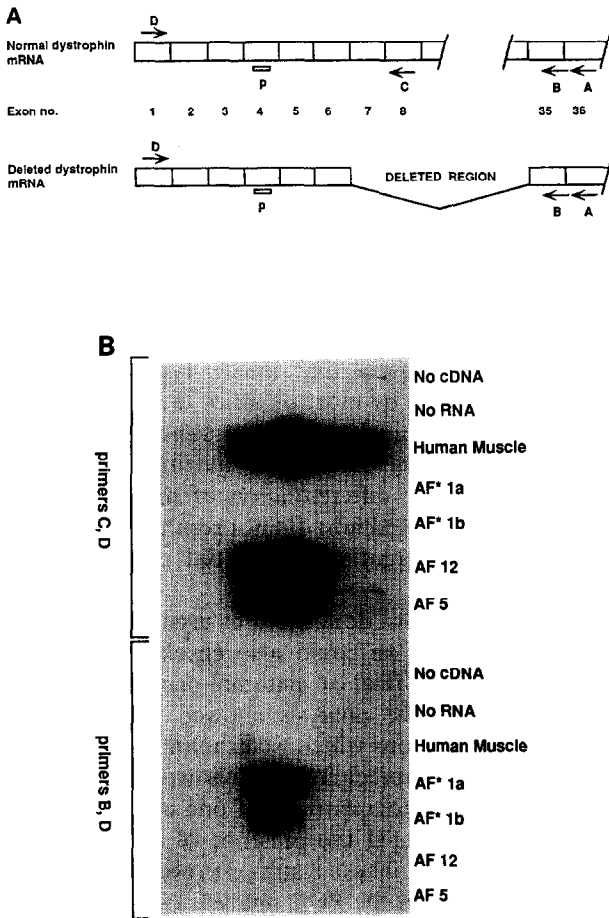 A
D
Normal dystrophin
mRNA
p
C
B A
Exon no. 1 2 3 4 5 6 7 8 35 36
D
Deleted dystrophin
mRNA
DELETED REGION
p
B A
B
primers C, D
No cDNA
No RNA
Human Muscle
AF* 1a
AF* 1b
AF 12
AF 5
primers B, D
No cDNA
No RNA
Human Muscle
AF* 1a
AF* 1b
AF 12
AF 5